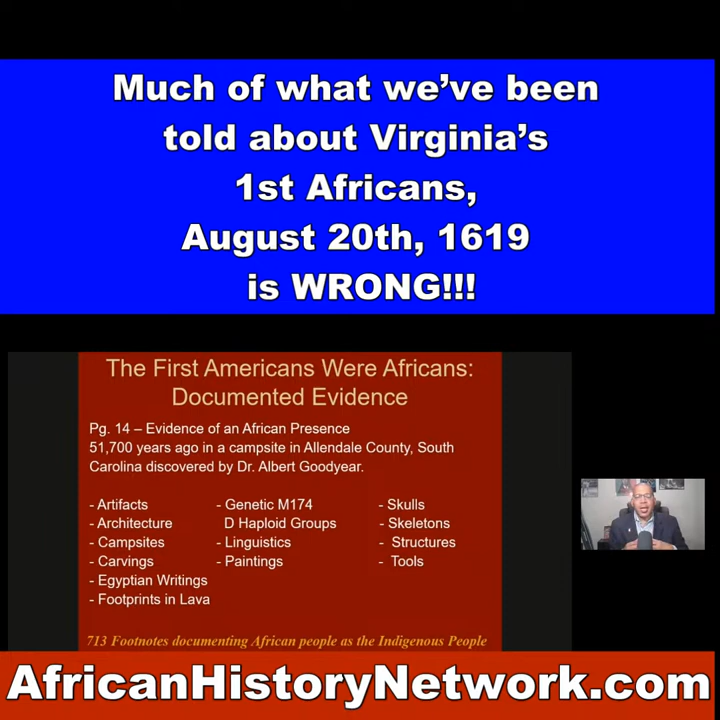 Much of what we've been
told about Virginia's
1st Africans,
August 20th, 1619
is WRONG!!!
The First Americans Were Africans:
Documented Evidence
Pg. 14 – Evidence of an African Presence
51,700 years ago in a campsite in Allendale County, South
Carolina discovered by Dr. Albert Goodyear.
- Artifacts - Genetic M174 - Skulls
- Architecture D Haploid Groups - Skeletons
- Campsites - Linguistics - Structures
- Carvings - Paintings - Tools
- Egyptian Writings
- Footprints in Lava
713 Footnotes documenting African people as the Indigenous People
AfricanHistoryNetwork.com